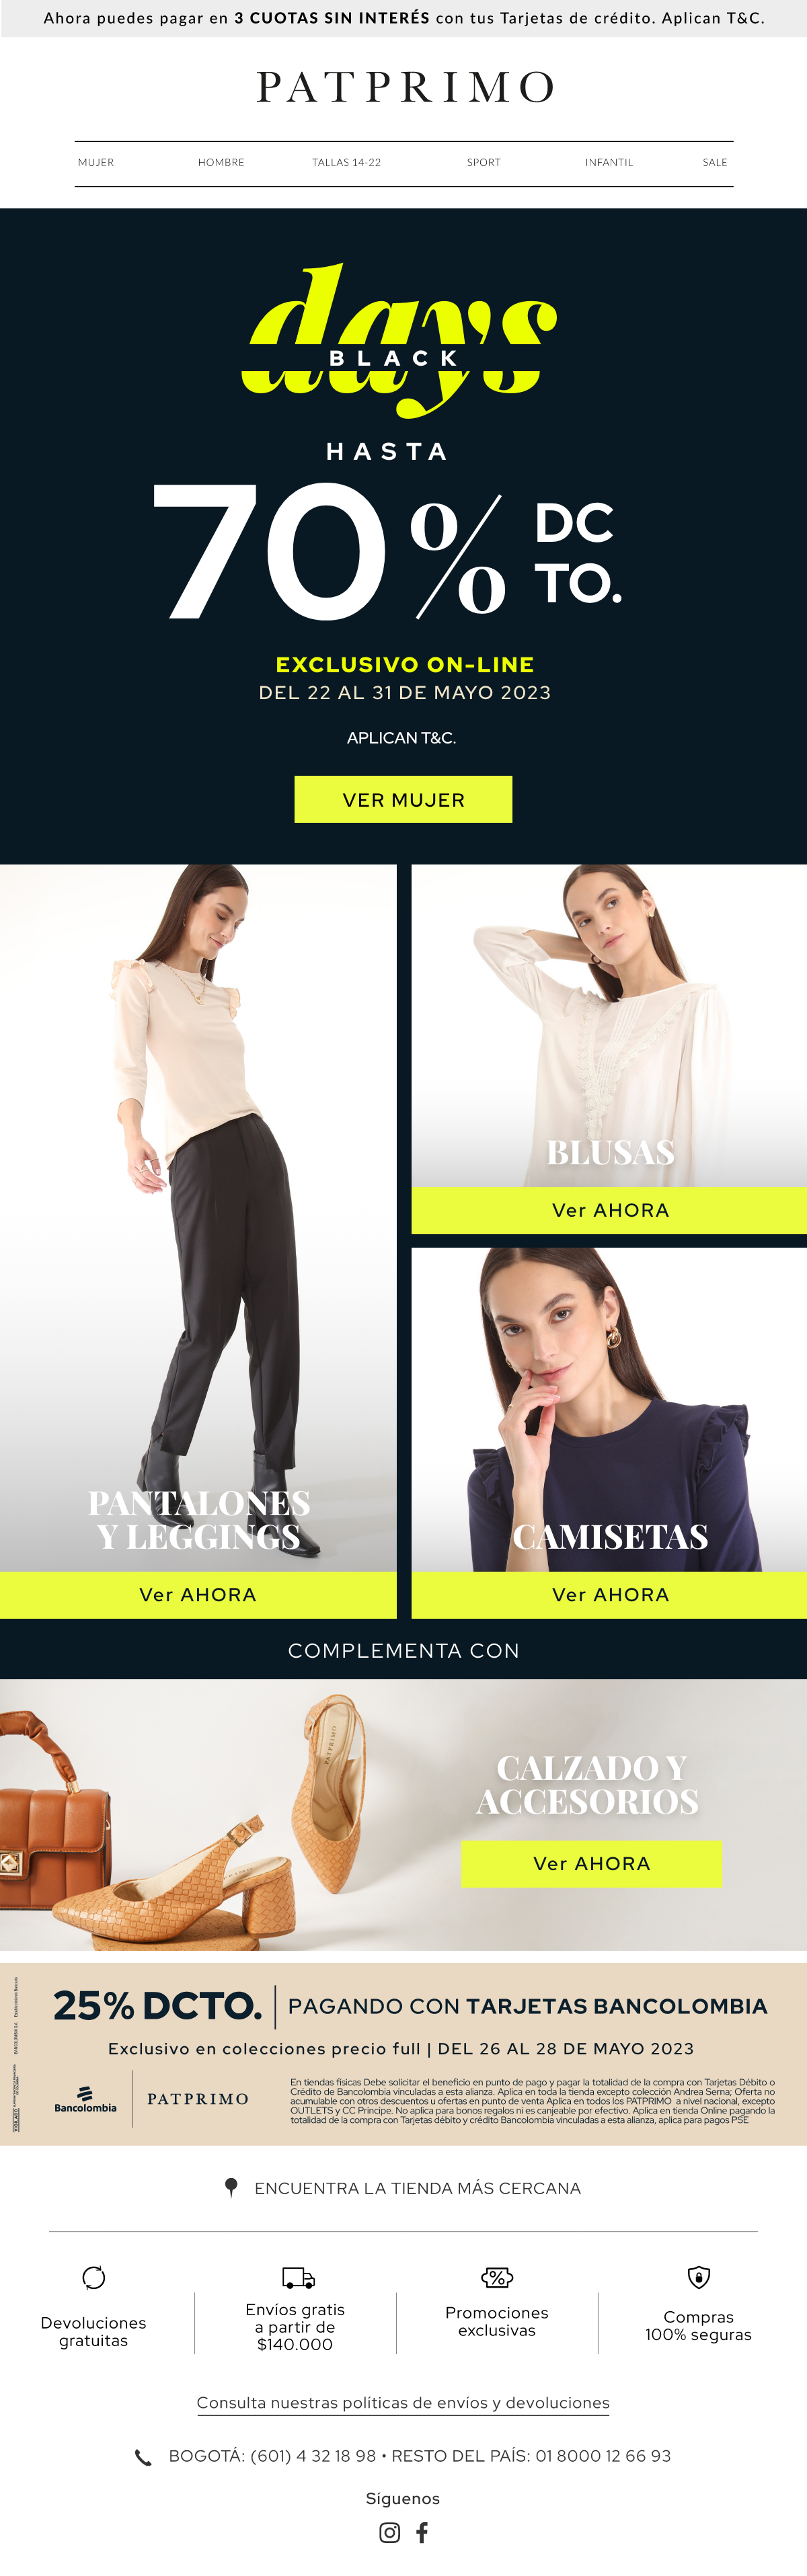 Ahora puedes pagar en 3 CUOTAS SIN INTERÉS con tus Tarjetas de crédito. Aplican T&C.
PATPRIMO
MUJER HOMBRE TALLAS 14-22 SPORT INFANTIL SALE
days
BLACK
HASTA
70% DC
TO.
EXCLUSIVO ON-LINE
DEL 22 AL 31 DE MAYO 2023
APLICAN T&C.
VER MUJER
BLUSAS
Ver AHORA
PANTALONES
Y LEGGINGS
Ver AHORA
CAMISETAS
Ver AHORA
COMPLEMENTA CON
PATPRIMO
CALZADO Y
ACCESORIOS
Ver AHORA
25% DCTO. | PAGANDO CON TARJETAS BANCOLOMBIA
Exclusivo en colecciones precio full | DEL 26 AL 28 DE MAYO 2023
Bancolombia
PATPRIMO
En tiendas físicas Debe solicitar el beneficio en punto de pago y pagar la totalidad de la compra con Tarjetas Débito o
Crédito de Bancolombia vinculadas a esta alianza. Aplica en toda la tienda excepto colección Andrea Serna; Oferta no
acumulable con otros descuentos u ofertas en punto de venta Aplica en todos los PATPRIMO a nivel nacional, excepto
OUTLETS y CC Príncipe. No aplica para bonos regalos ni es canjeable por efectivo. Aplica en tienda Online pagando la
totalidad de la compra con Tarjetas débito y crédito Bancolombia vinculadas a esta alianza, aplica para pagos PSE
ENCUENTRA LA TIENDA MÁS CERCANA
Devoluciones
gratuitas
Envíos gratis
a partir de
$140.000
Promociones
exclusivas
Compras
100% seguras
Consulta nuestras políticas de envíos y devoluciones
BOGOTÁ: (601) 4 32 18 98 • RESTO DEL PAÍS: 01 8000 12 66 93
Síguenos